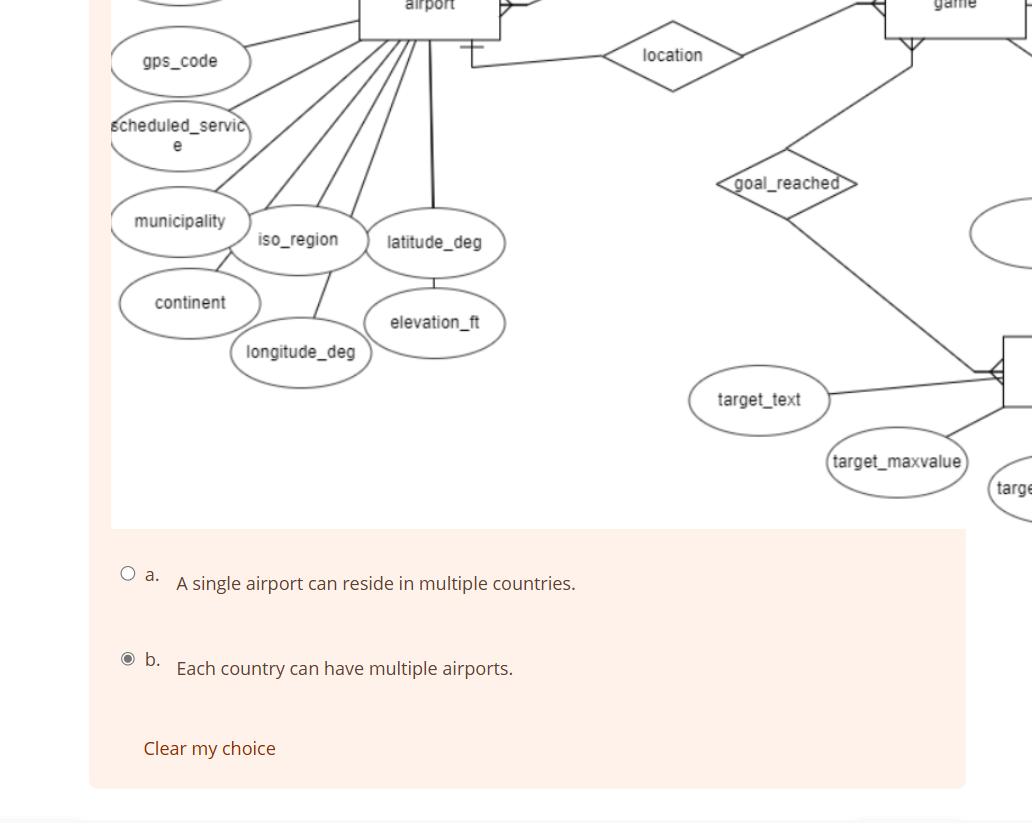 airport
game
gps_code
location
scheduled_servic
e
goal_reached
municipality
iso_region
latitude_deg
continent
elevation_ft
longitude_deg
target_text
target_maxvalue
targe
a.
A single airport can reside in multiple countries.
b.
Each country can have multiple airports.
Clear my choice